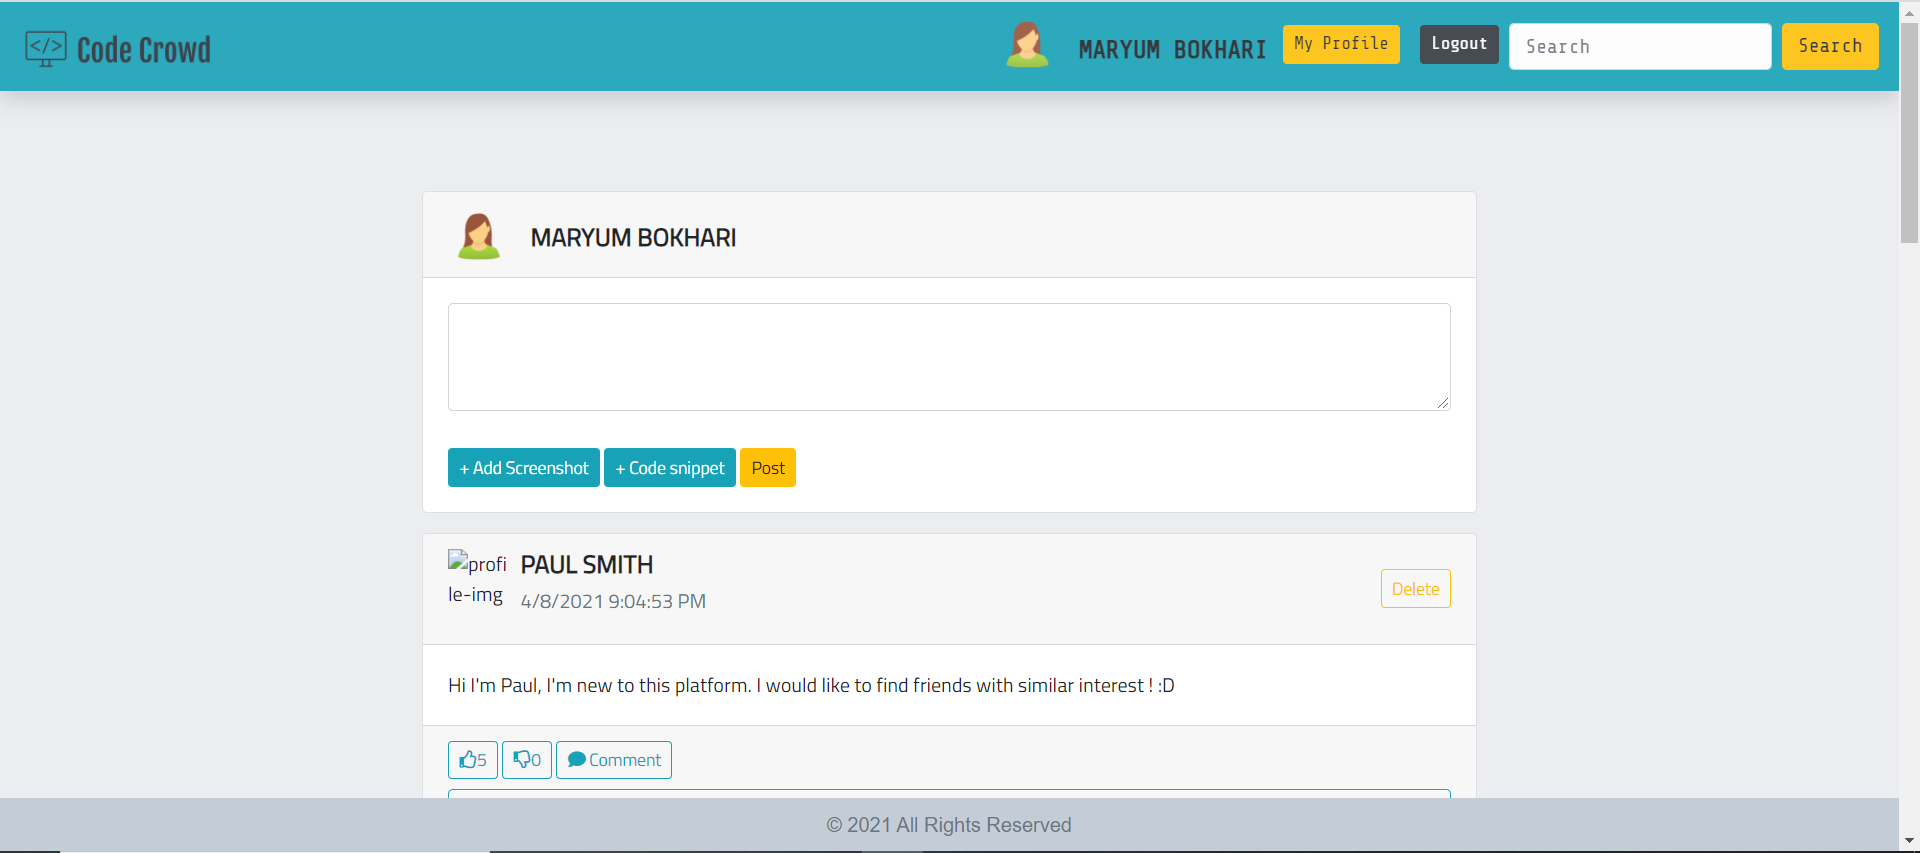 </> Code Crowd
MARYUM BOKHARI
My Profile
Logout
Search
Search
MARYUM BOKHARI
+ Add Screenshot
+ Code snippet
Post
profi
le-img
PAUL SMITH
4/8/2021 9:04:53 PM
Delete
Hi I'm Paul, I'm new to this platform. I would like to find friends with similar interest ! :D
5
0
Comment
© 2021 All Rights Reserved